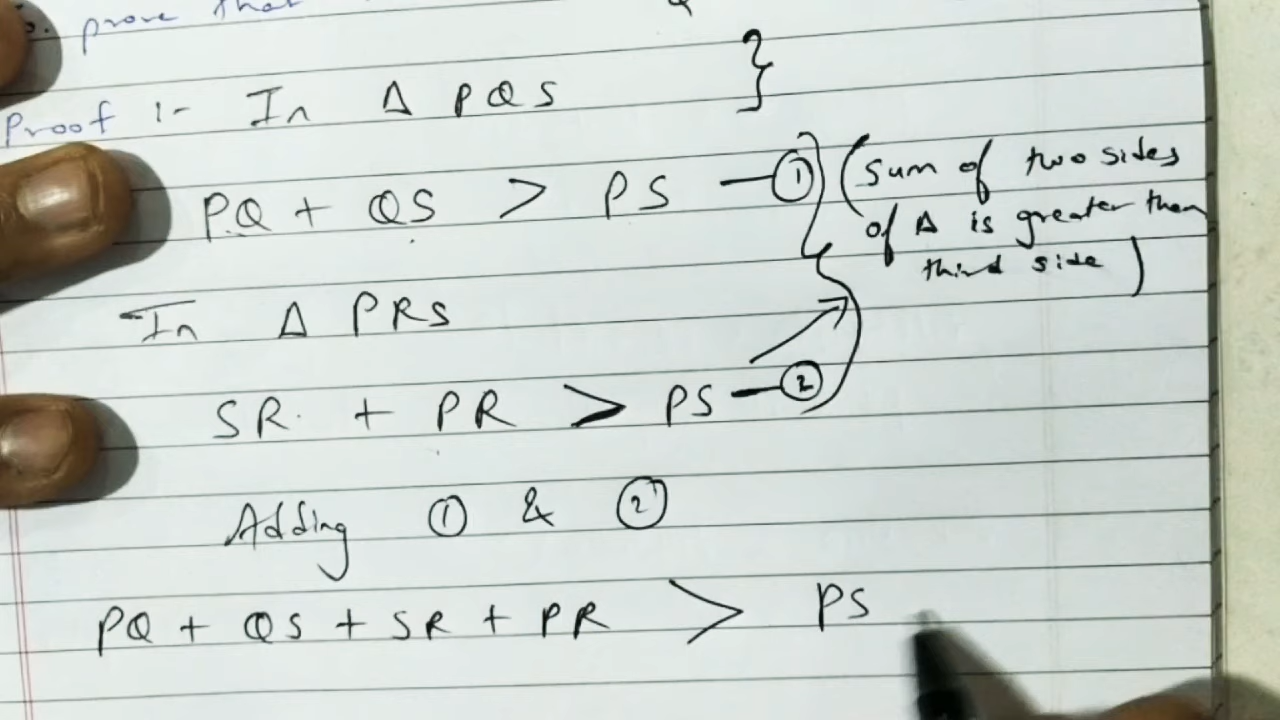 prove that
Proof :- In Δ PQS }
PQ + QS > PS — ① (sum of two sides
of Δ is greater than
third side)
In Δ PRS
SR + PR > PS — ②
Adding ① & ②
PQ + QS + SR + PR > PS